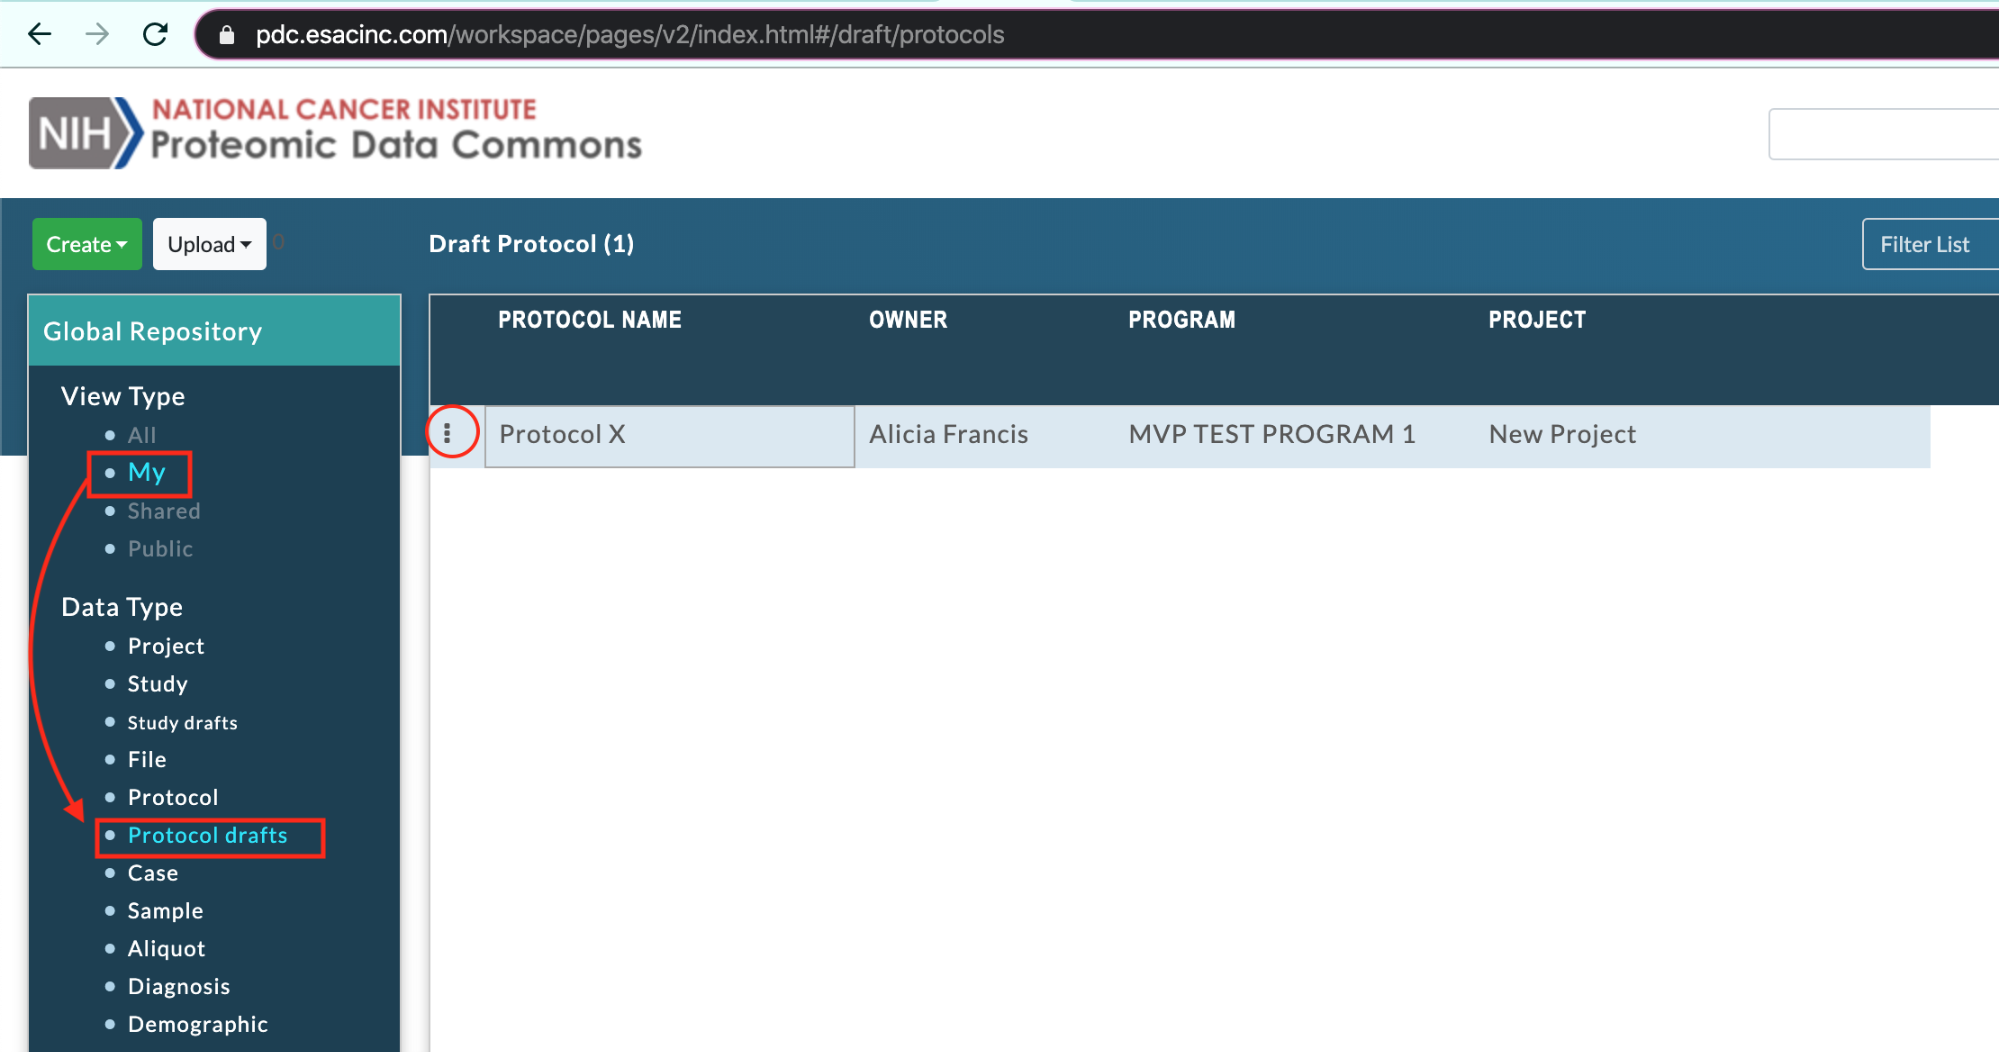 pdc.esacinc.com/workspace/pages/v2/index.html#/draft/protocols
NIH
NATIONAL CANCER INSTITUTE
Proteomic Data Commons
Create
Upload
0
Draft Protocol (1)
Filter List
Global Repository
View Type
All
My
Shared
Public
Data Type
Project
Study
Study drafts
File
Protocol
Protocol drafts
Case
Sample
Aliquot
Diagnosis
Demographic
PROTOCOL NAME OWNER PROGRAM PROJECT
Protocol X Alicia Francis MVP TEST PROGRAM 1 New Project